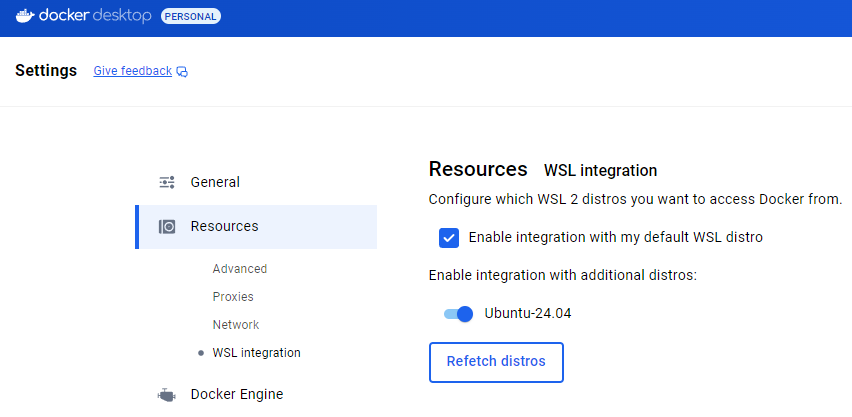 docker desktop PERSONAL
Settings Give feedback
General
Resources
Advanced
Proxies
Network
WSL integration
Docker Engine
Resources WSL integration
Configure which WSL 2 distros you want to access Docker from.
Enable integration with my default WSL distro
Enable integration with additional distros:
Ubuntu-24.04
Refetch distros